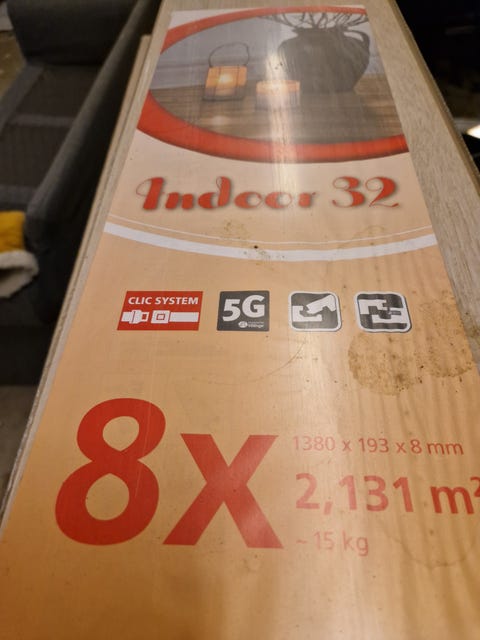 Indoor 32
CLIC SYSTEM
5G
8x
1380 x 193 x 8 mm
2,131 m²
~ 15 kg